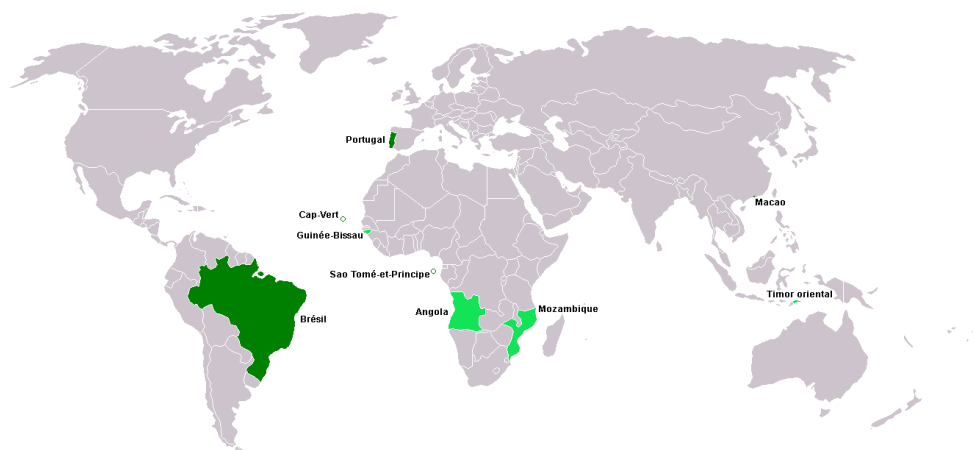 Portugal
Macao
Cap-Vert
Guinée-Bissau
Sao Tomé-et-Principe
Timor oriental
Angola
Mozambique
Brésil